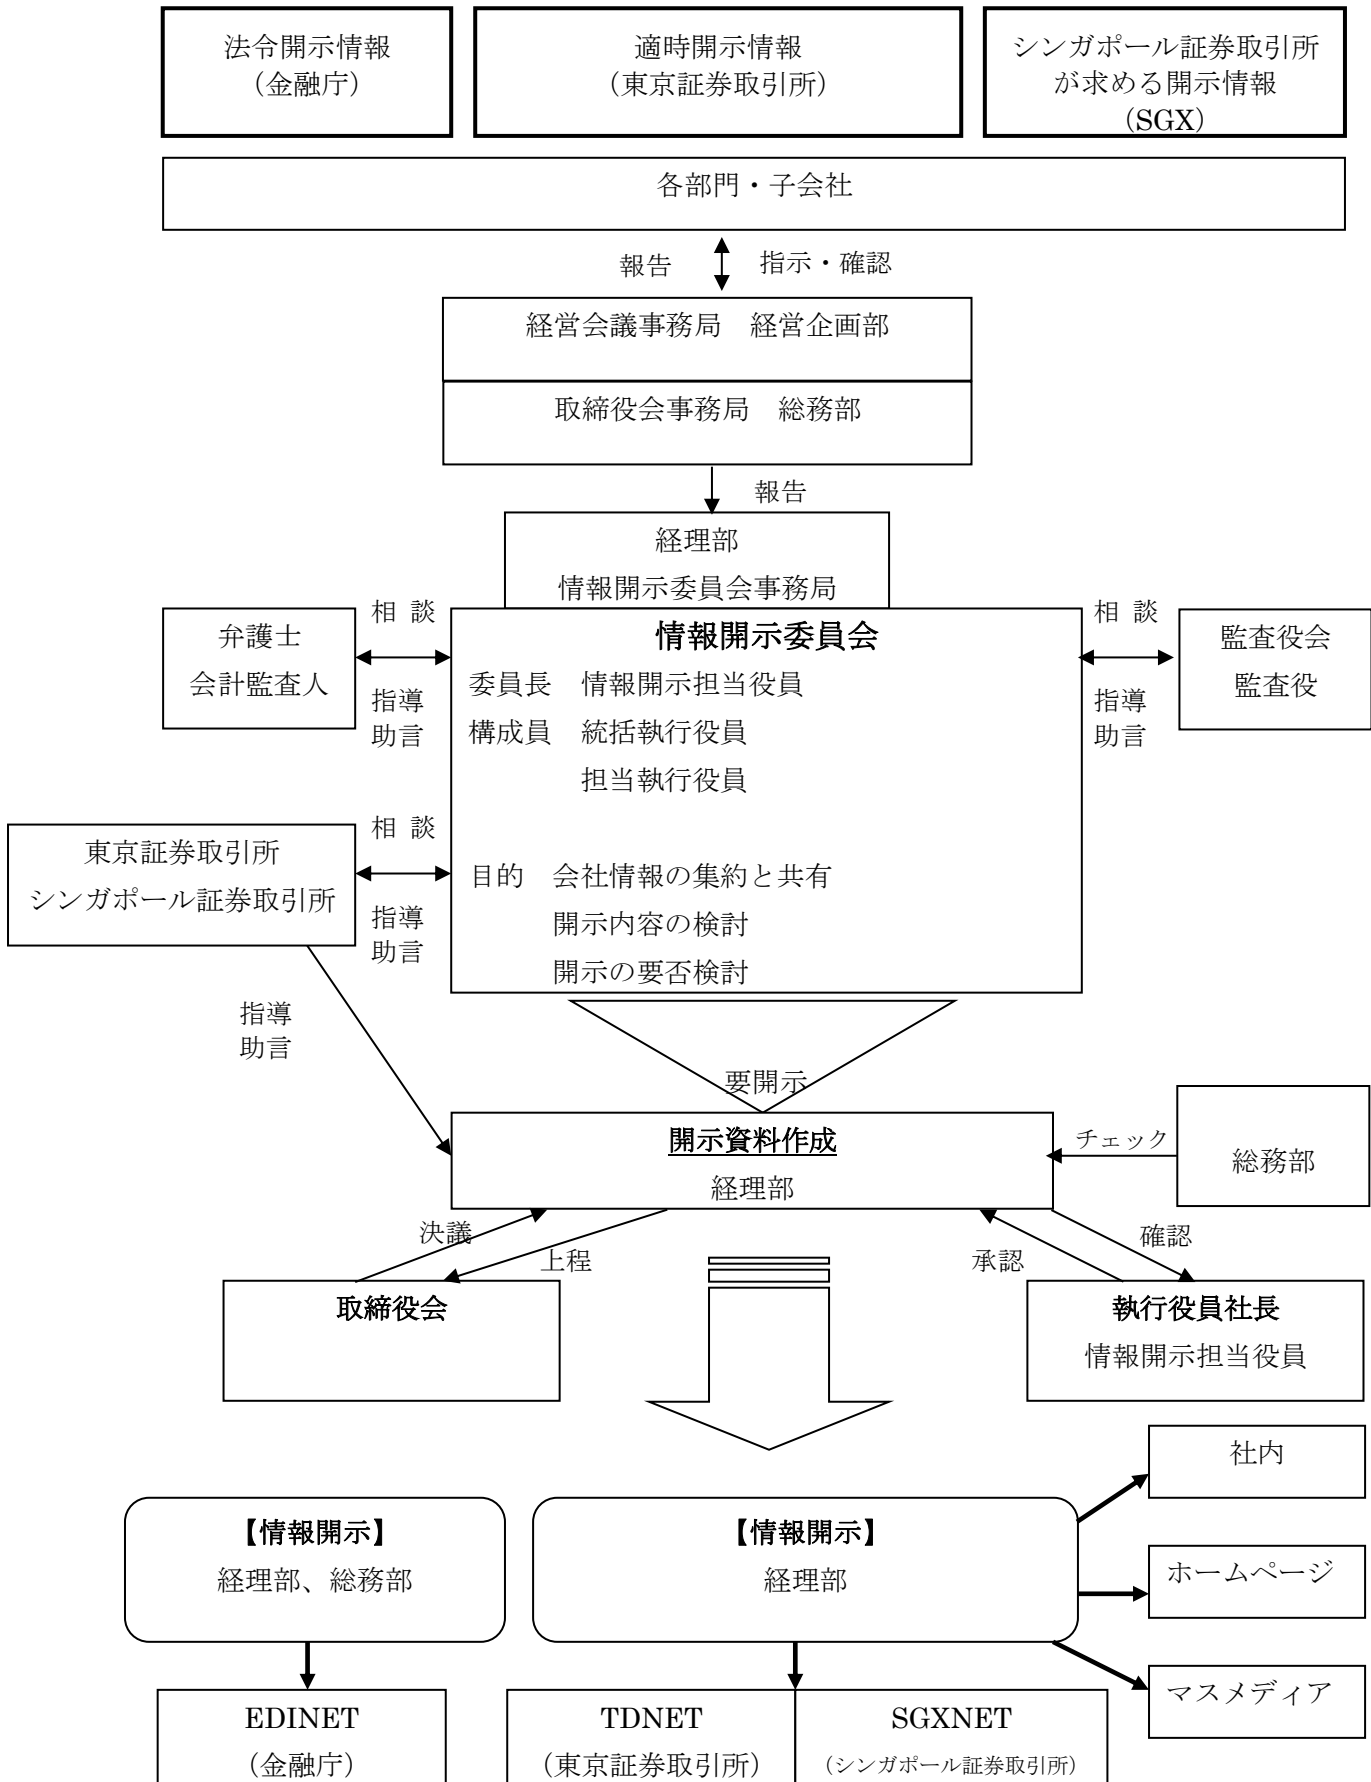 法令開示情報
（金融庁）
適時開示情報
（東京証券取引所）
シンガポール証券取引所
が求める開示情報
（SGX）
各部門・子会社
報告
指示・確認
経営会議事務局　経営企画部
取締役会事務局　総務部
報告
経理部
情報開示委員会事務局
弁護士
会計監査人
相 談
指導
助言
情報開示委員会
委員長　情報開示担当役員
構成員　統括執行役員
担当執行役員
目的　会社情報の集約と共有
開示内容の検討
開示の要否検討
相 談
指導
助言
監査役会
監査役
東京証券取引所
シンガポール証券取引所
相 談
指導
助言
指導
助言
要開示
開示資料作成
経理部
チェック
総務部
決議
上程
承認
確認
取締役会
執行役員社長
情報開示担当役員
【情報開示】
経理部、総務部
【情報開示】
経理部
社内
ホームページ
マスメディア
EDINET
（金融庁）
TDNET
（東京証券取引所）
SGXNET
（シンガポール証券取引所）